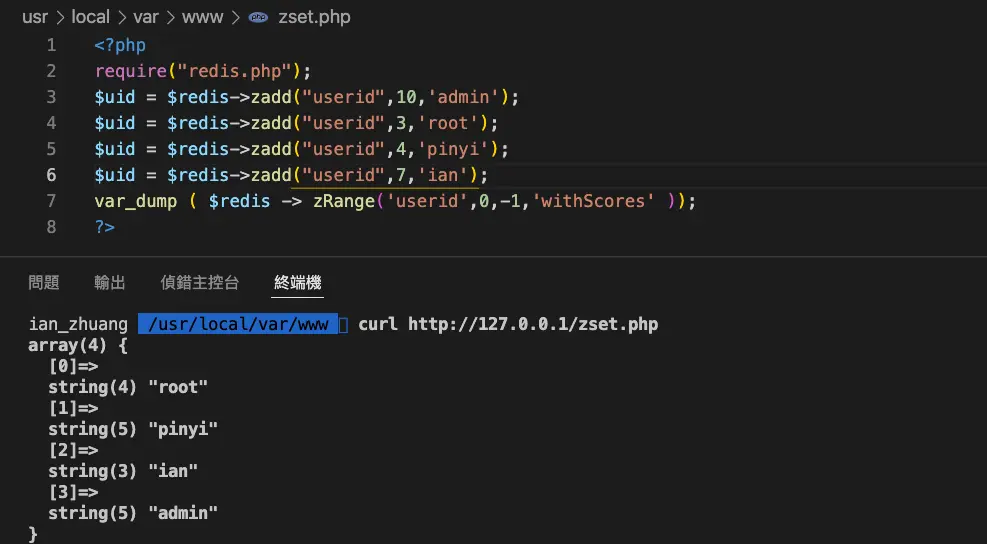 usr > local > var > www > php zset.php
1 <?php
2 require("redis.php");
3 $uid = $redis->zadd("userid",10,'admin');
4 $uid = $redis->zadd("userid",3,'root');
5 $uid = $redis->zadd("userid",4,'pinyi');
6 $uid = $redis->zadd("userid",7,'ian');
7 var_dump ( $redis -> zRange('userid',0,-1,'withScores' ));
8 ?>
問題 輸出 偵錯主控台 終端機
ian_zhuang /usr/local/var/www curl http://127.0.0.1/zset.php
array(4) {
  [0]=>
  string(4) "root"
  [1]=>
  string(5) "pinyi"
  [2]=>
  string(3) "ian"
  [3]=>
  string(5) "admin"
}